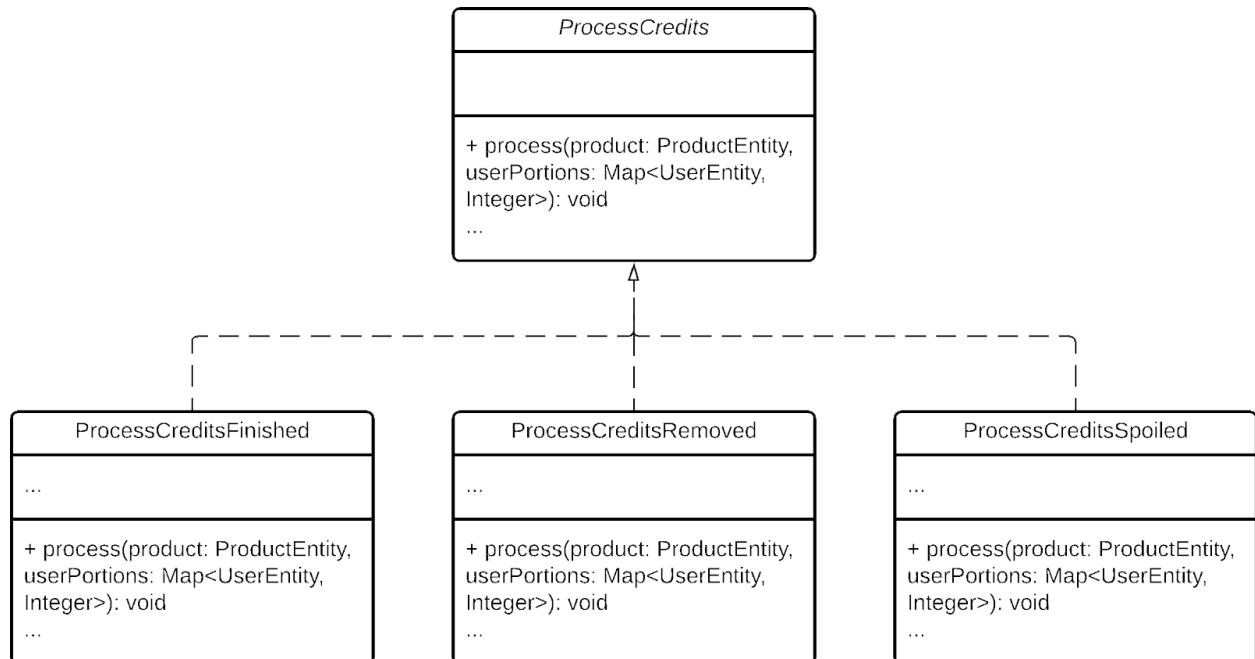 ProcessCredits
+ process(product: ProductEntity,
userPortions: Map<UserEntity,
Integer>): void
...
ProcessCreditsFinished
...
+ process(product: ProductEntity,
userPortions: Map<UserEntity,
Integer>): void
...
ProcessCreditsRemoved
...
+ process(product: ProductEntity,
userPortions: Map<UserEntity,
Integer>): void
...
ProcessCreditsSpoiled
...
+ process(product: ProductEntity,
userPortions: Map<UserEntity,
Integer>): void
...